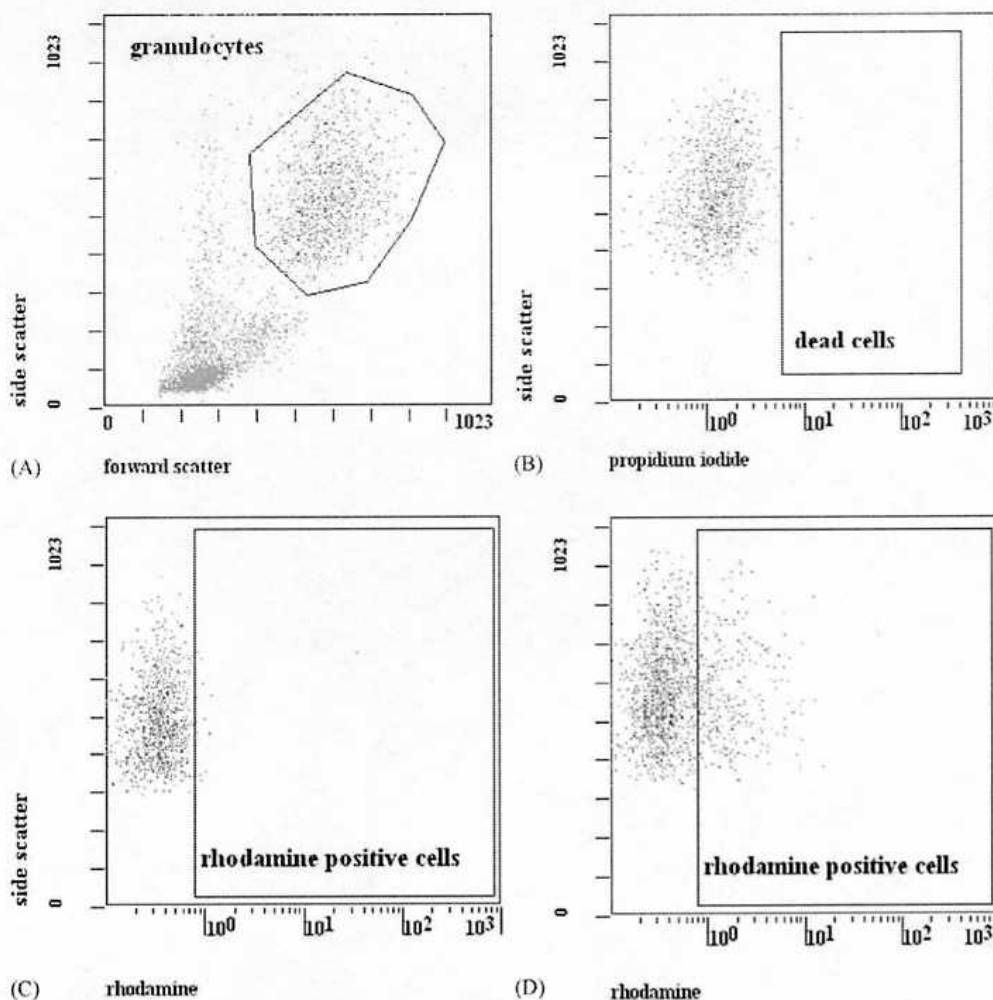 granulocytes
1023
side scatter
0
0 1023
(A) forward scatter
1023
side scatter
0
dead cells
10^0 10^1 10^2 10^3
(B) propidium iodide
1023
side scatter
0
rhodamine positive cells
10^0 10^1 10^2 10^3
(C) rhodamine
1023
0
rhodamine positive cells
10^0 10^1 10^2 10^3
(D) rhodamine